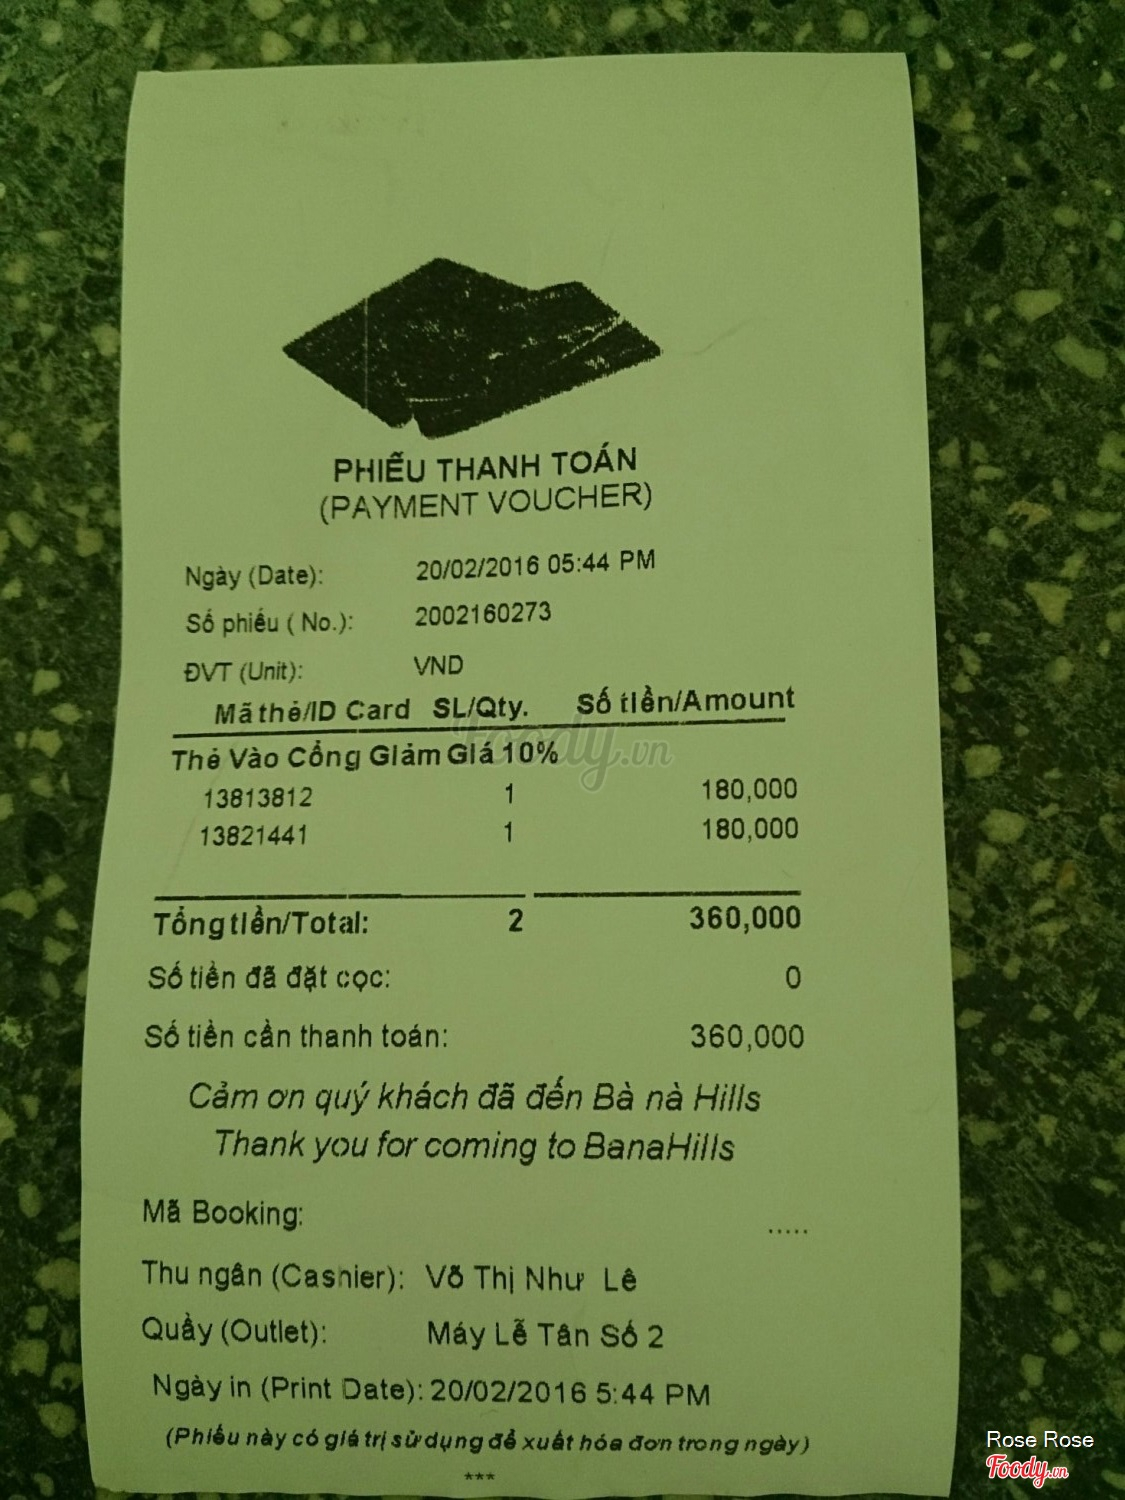 PHIẾU THANH TOÁN
(PAYMENT VOUCHER)
Ngày (Date): 20/02/2016 05:44 PM
Số phiếu ( No.): 2002160273
ĐVT (Unit): VND
Mã thẻ/ID Card SL/Qty. Số tiền/Amount
Thẻ Vào Cổng Giảm Giá 10%
13813812 1 180,000
13821441 1 180,000
Tổng tiền/Total: 2 360,000
Số tiền đã đặt cọc: 0
Số tiền cần thanh toán: 360,000
Cảm ơn quý khách đã đến Bà nà Hills
Thank you for coming to BanaHills
Mã Booking: .....
Thu ngân (Cashier): Võ Thị Như Lê
Quầy (Outlet): Máy Lễ Tân Số 2
Ngày in (Print Date): 20/02/2016 5:44 PM
(Phiếu này có giá trị sử dụng để xuất hóa đơn trong ngày)
***
Foody.vn
Rose Rose
Foody.vn